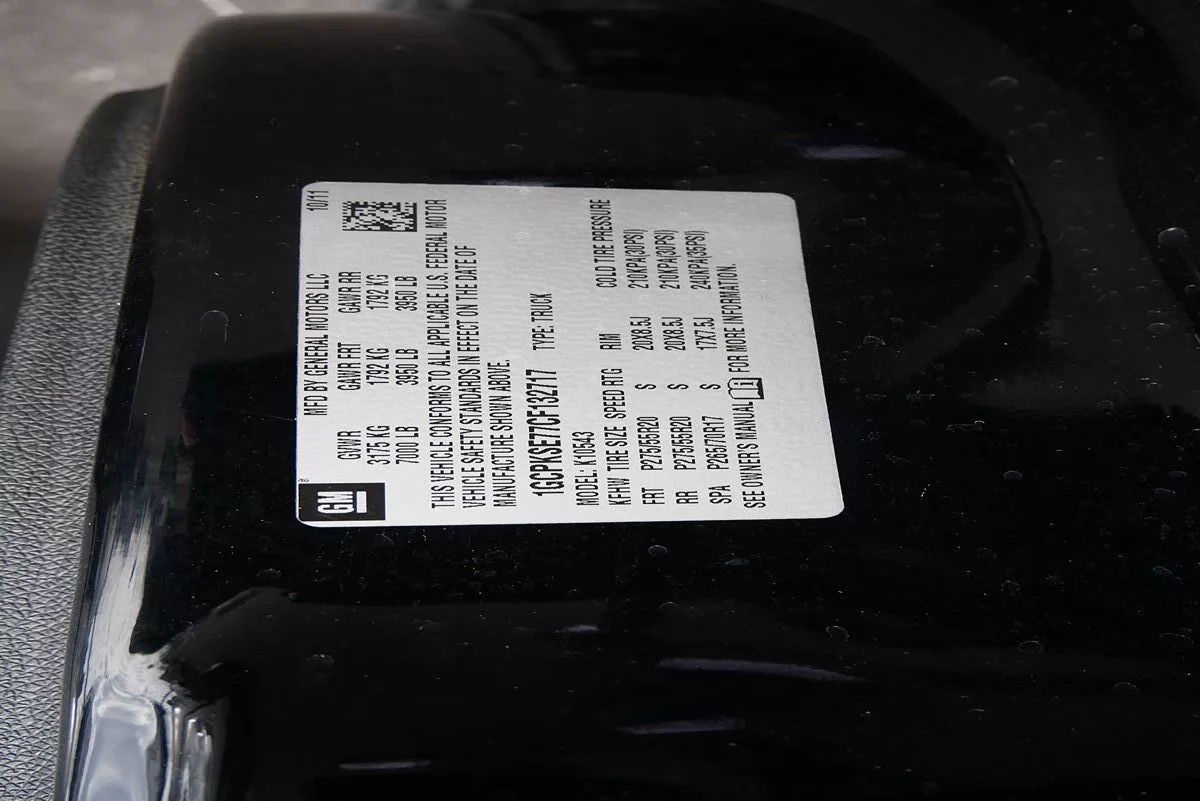 GM
MFD BY GENERAL MOTORS LLC 10/11
GVWR GAWR FRT GAWR RR
3175 KG 1792 KG 1792 KG
7000 LB 3950 LB 3950 LB
THIS VEHICLE CONFORMS TO ALL APPLICABLE U.S. FEDERAL MOTOR
VEHICLE SAFETY STANDARDS IN EFFECT ON THE DATE OF
MANUFACTURE SHOWN ABOVE.
1GCPKSE77CF132717 TYPE: TRUCK
MODEL: K10543
KFHW TIRE SIZE SPEED RTG RIM COLD TIRE PRESSURE
FRT P275/55R20 S 20X8.5J 210KPA(30PSI)
RR P275/55R20 S 20X8.5J 210KPA(30PSI)
SPA P265/70R17 S 17X7.5J 240KPA(35PSI)
SEE OWNER'S MANUAL FOR MORE INFORMATION.